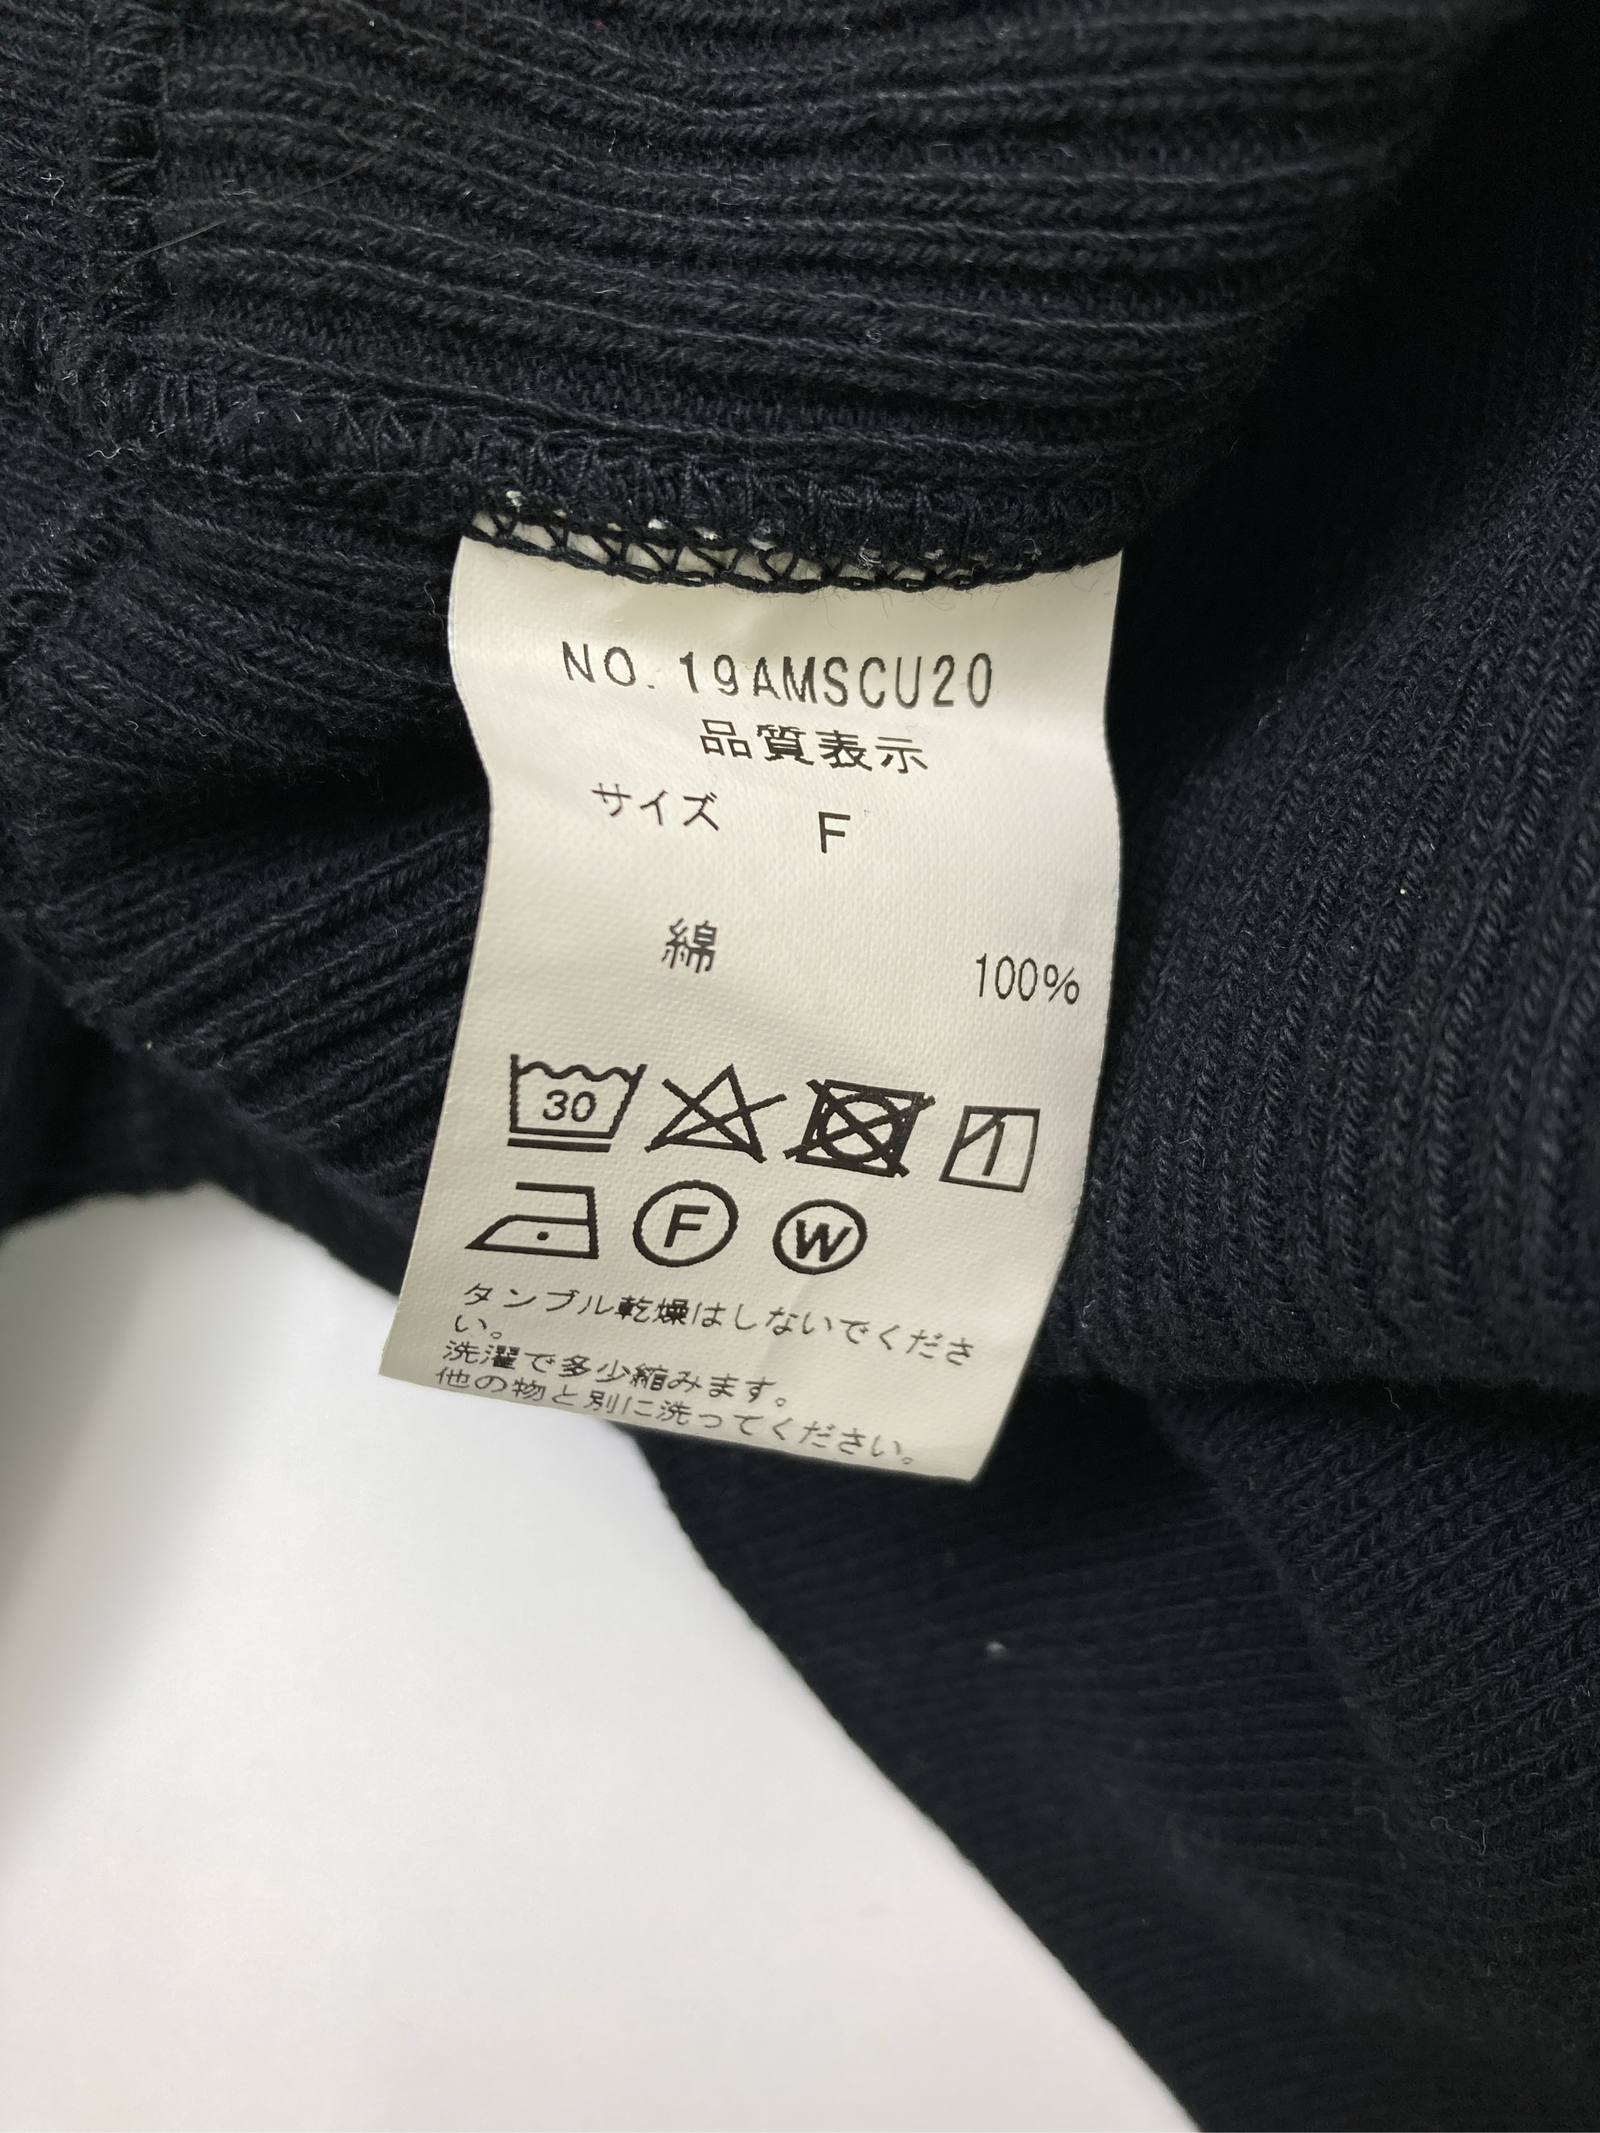 NO. 19AMSCU20
品質表示
サイズ F
綿 100%
30
F W
タンブル乾燥はしないでくださ
い。
洗濯で多少縮みます。
他の物と別に洗ってください。